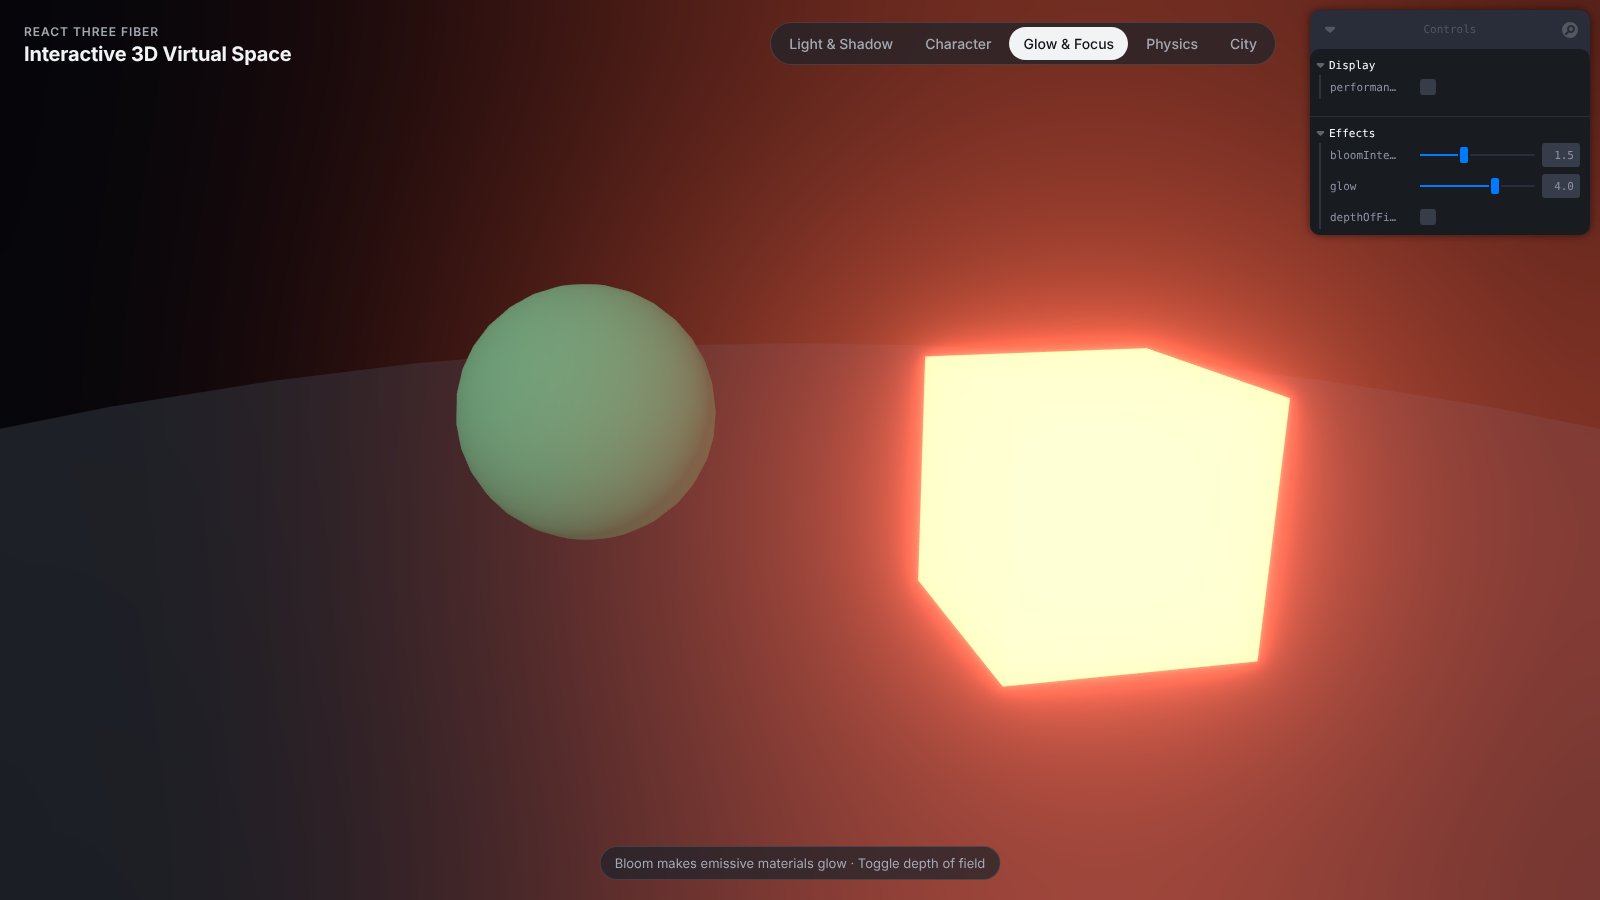 REACT THREE FIBER
Interactive 3D Virtual Space
Light & Shadow
Character
Glow & Focus
Physics
City
Controls
Display
performan…
Effects
bloomInte…
1.5
glow
4.0
depthOfFi…
Bloom makes emissive materials glow · Toggle depth of field